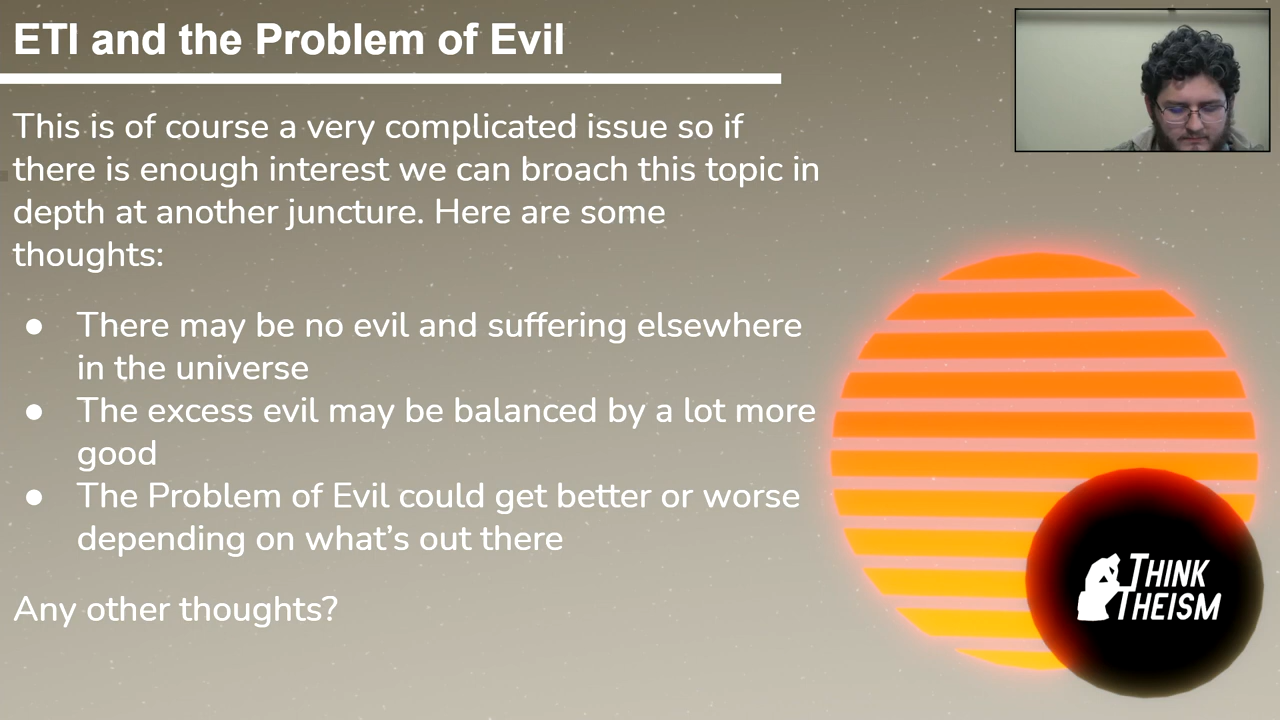 ETI and the Problem of Evil
This is of course a very complicated issue so if
there is enough interest we can broach this topic in
depth at another juncture. Here are some
thoughts:
● There may be no evil and suffering elsewhere
in the universe
● The excess evil may be balanced by a lot more
good
● The Problem of Evil could get better or worse
depending on what’s out there
Any other thoughts?
THINK
THEISM